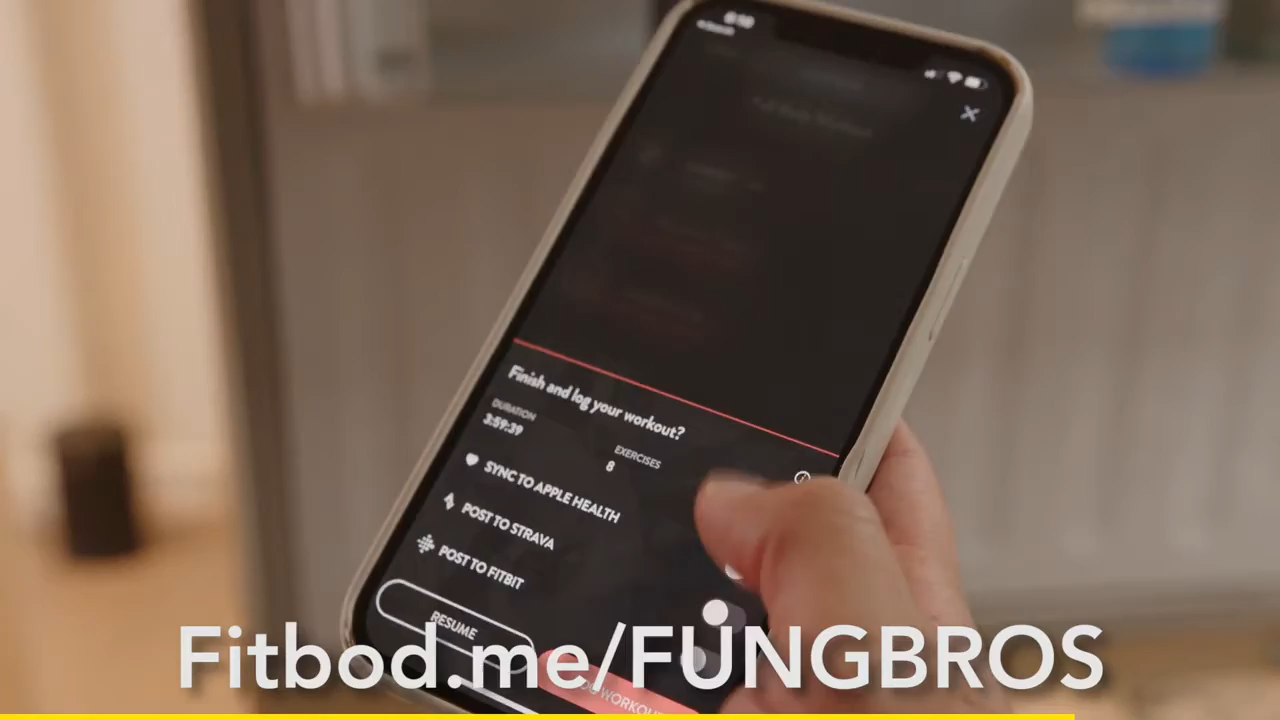 Finish and log your workout?
DURATION
3:59:39
EXERCISES
8
SYNC TO APPLE HEALTH
POST TO STRAVA
POST TO FITBIT
RESUME
WORKOUT
Fitbod.me/FUNGBROS